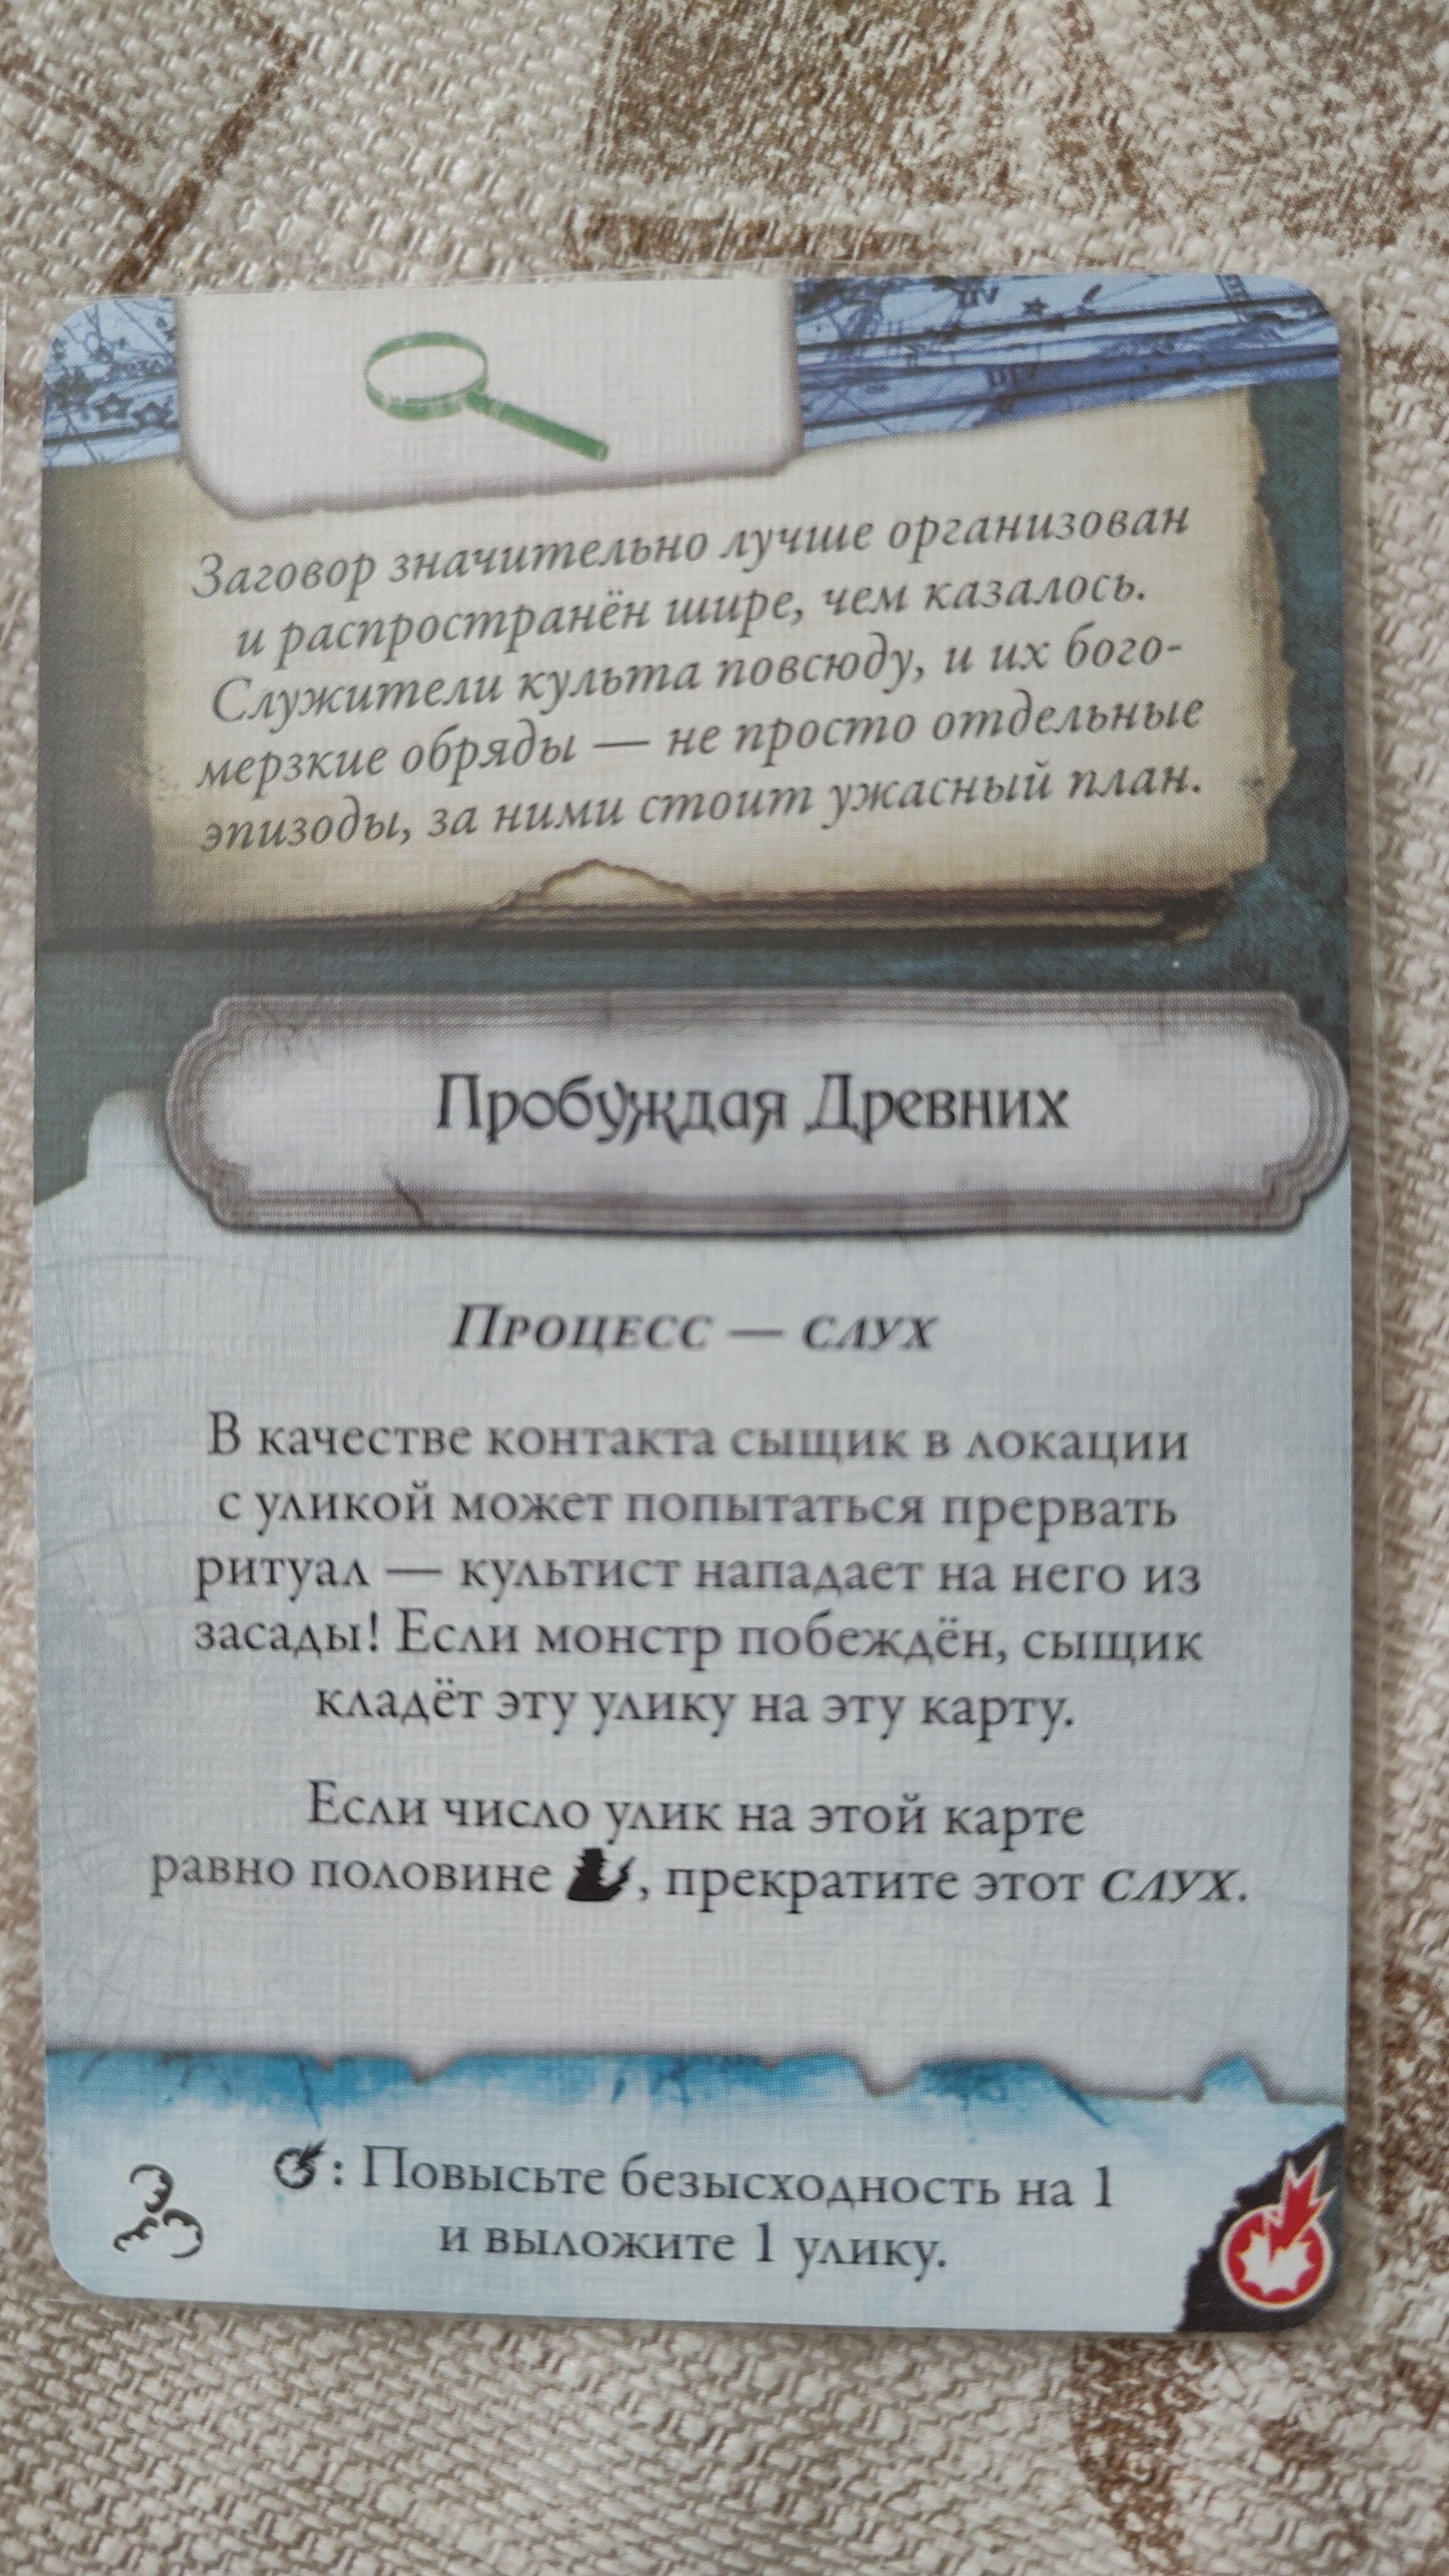 Заговор значительно лучше организован
и распространён шире, чем казалось.
Служители культа повсюду, и их бого-
мерзкие обряды — не просто отдельные
эпизоды, за ними стоит ужасный план.
Пробуждая Древних
Процесс — слух
В качестве контакта сыщик в локации
с уликой может попытаться прервать
ритуал — культист нападает на него из
засады! Если монстр побеждён, сыщик
кладёт эту улику на эту карту.
Если число улик на этой карте
равно половине , прекратите этот слух.
: Повысьте безысходность на 1
и выложите 1 улику.